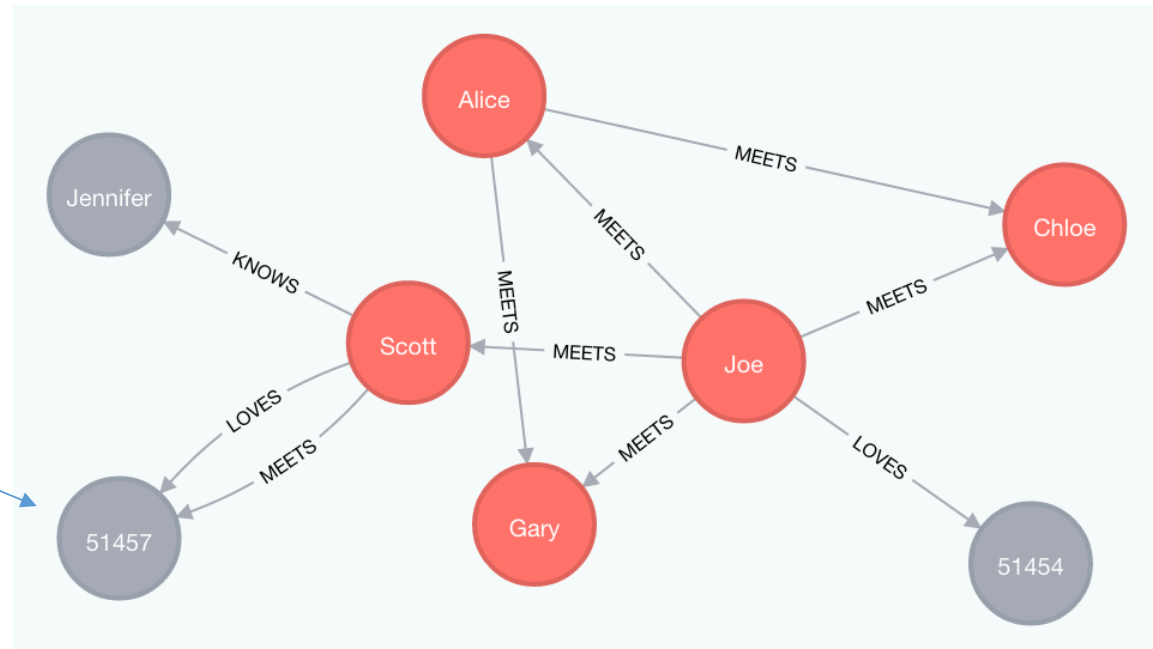 Alice
MEETS
Jennifer
Chloe
MEETS
KNOWS
MEETS
MEETS
Scott
MEETS
Joe
LOVES
MEETS
MEETS
LOVES
Gary
51457
51454